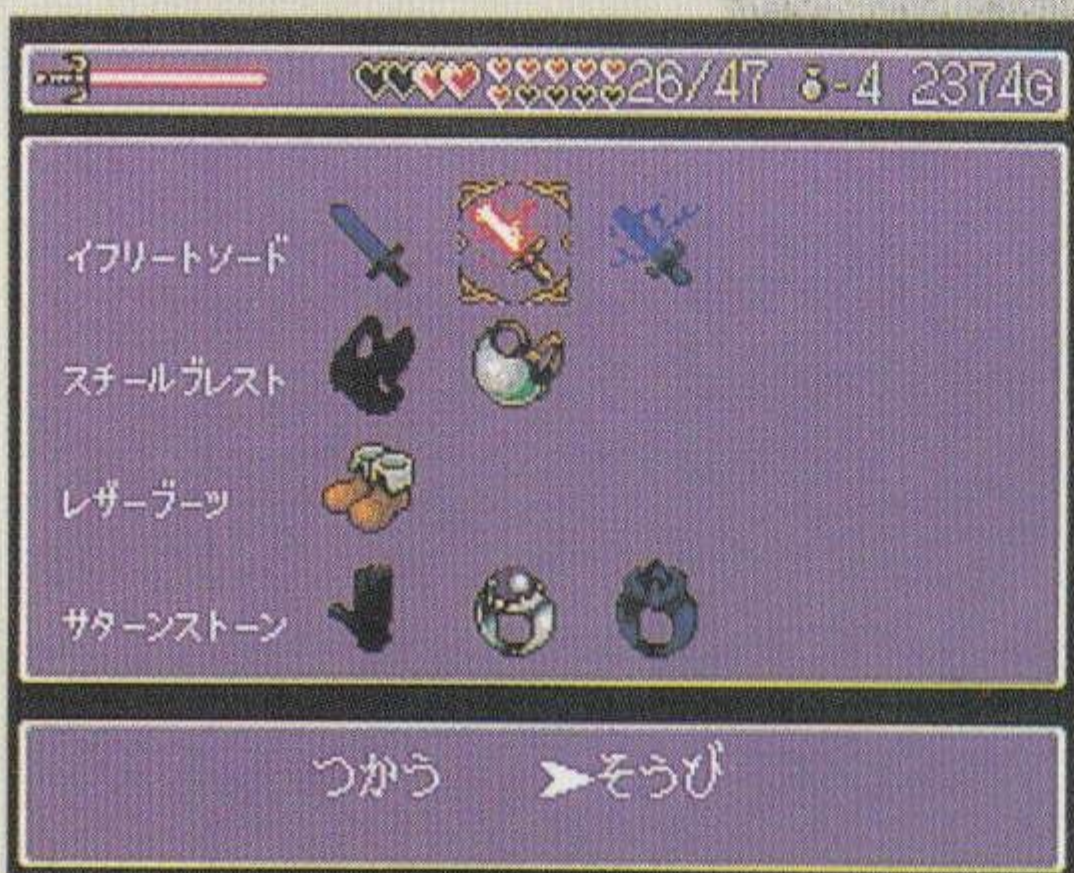 26/47 -4 2374G
イフリートソード
スチールブレスト
レザーブーツ
サターンストーン
つかう ➤そうび